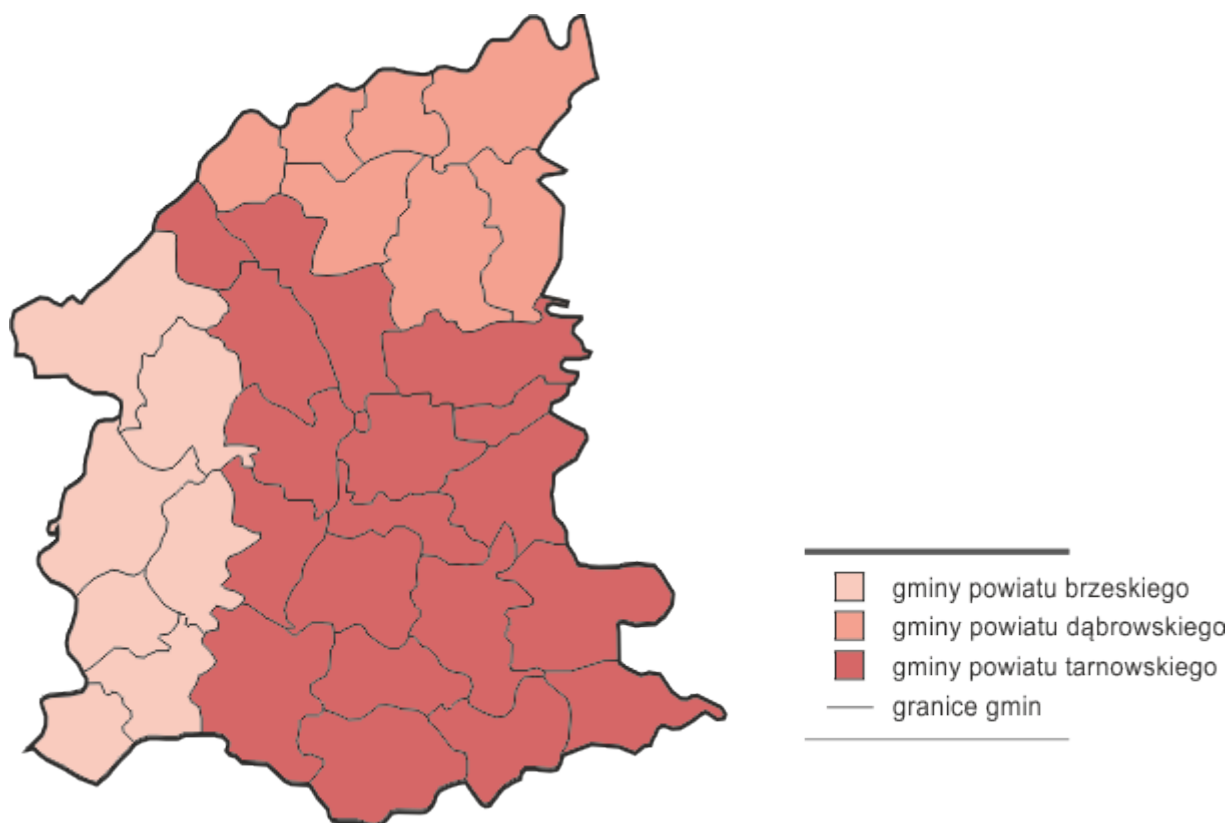 gminy powiatu brzeskiego
gminy powiatu dąbrowskiego
gminy powiatu tarnowskiego
granice gmin